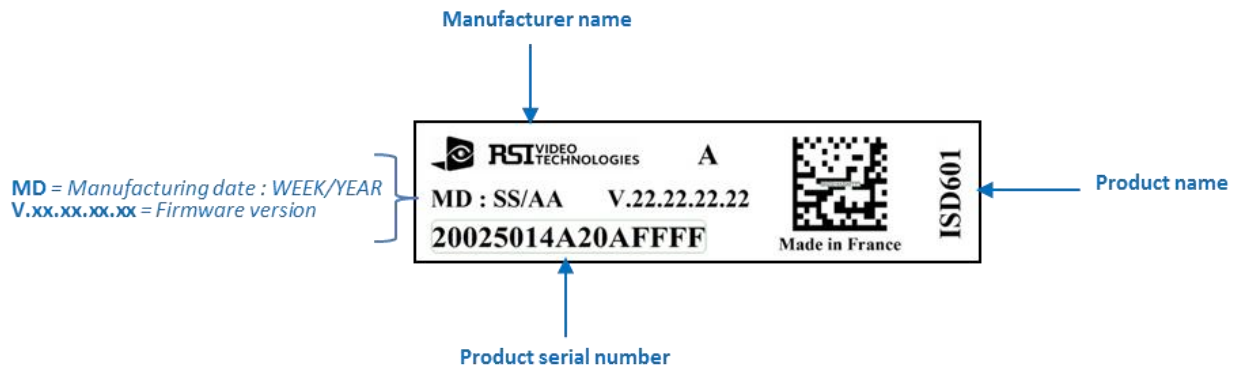 Manufacturer name
RSI VIDEO TECHNOLOGIES A
MD : SS/AA V.22.22.22.22
20025014A20AFFFF
Made in France
ISD601
MD = Manufacturing date : WEEK/YEAR
V.xx.xx.xx.xx = Firmware version
Product name
Product serial number